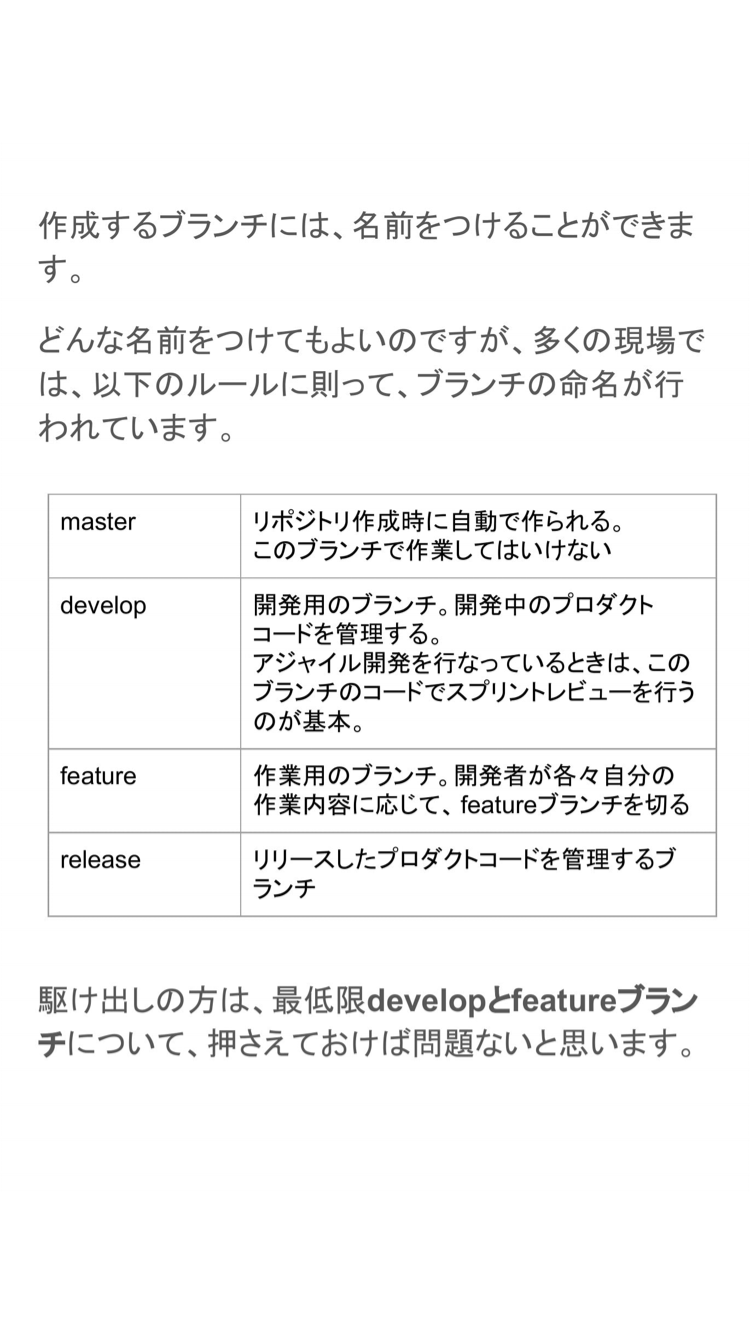 作成するブランチには、名前をつけることができま
す。
どんな名前をつけてもよいのですが、多くの現場で
は、以下のルールに則って、ブランチの命名が行
われています。
master
リポジトリ作成時に自動で作られる。
このブランチで作業してはいけない
develop
開発用のブランチ。開発中のプロダクト
コードを管理する。
アジャイル開発を行なっているときは、この
ブランチのコードでスプリントレビューを行う
のが基本。
feature
作業用のブランチ。開発者が各々自分の
作業内容に応じて、featureブランチを切る
release
リリースしたプロダクトコードを管理するブ
ランチ
駆け出しの方は、最低限developとfeatureブラン
チについて、押さえておけば問題ないと思います。